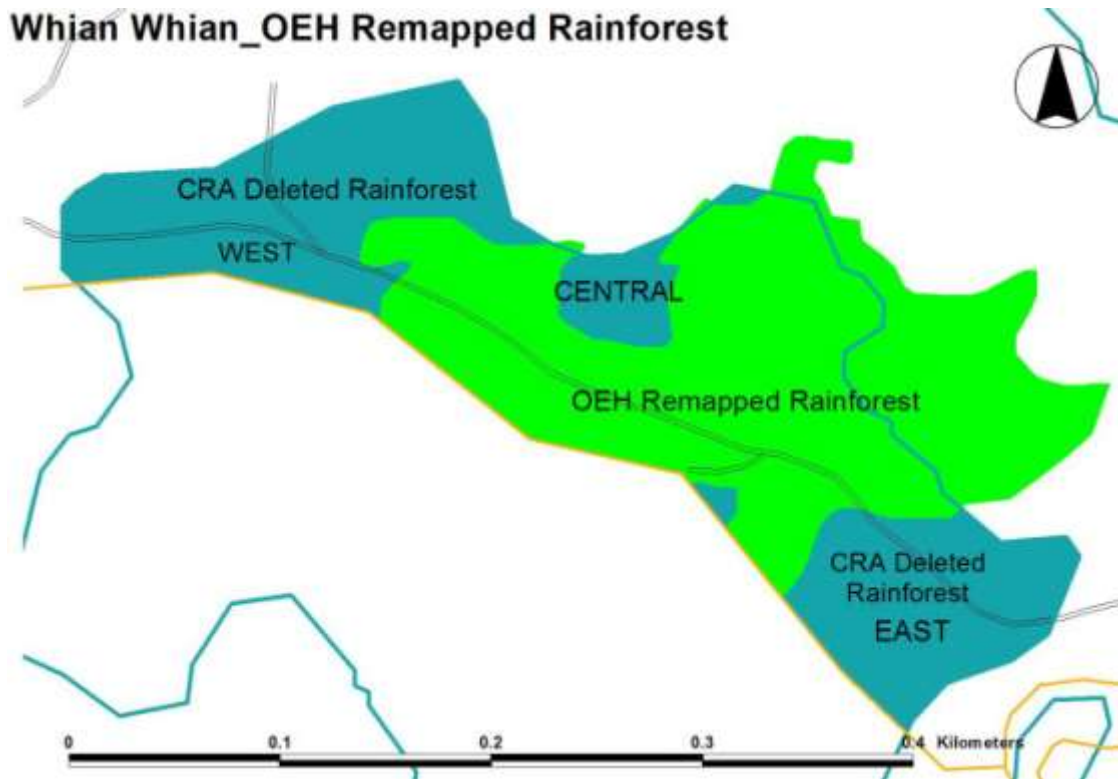 Whian Whian_OEH Remapped Rainforest
CRA Deleted Rainforest
WEST
CENTRAL
OEH Remapped Rainforest
CRA Deleted
Rainforest
EAST
0 0.1 0.2 0.3 0.4 Kilometers